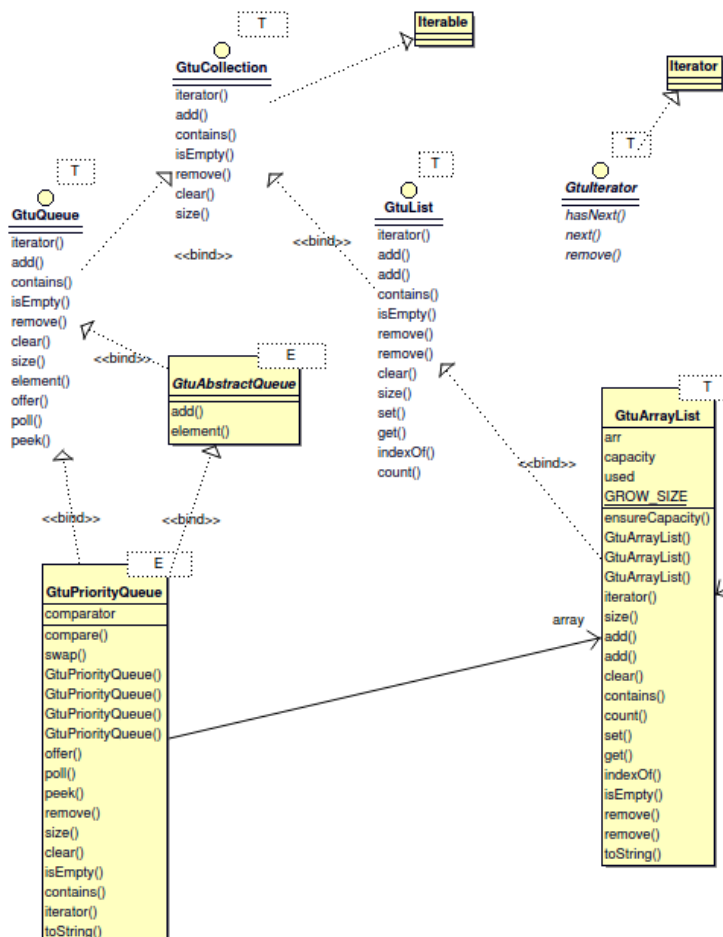 T
Iterable
GtuCollection
iterator()
add()
contains()
isEmpty()
remove()
clear()
size()
<<bind>>
<<bind>>
Iterator
T
GtuIterator
hasNext()
next()
remove()
T
GtuQueue
iterator()
add()
contains()
isEmpty()
remove()
clear()
size()
element()
offer()
poll()
peek()
<<bind>>
T
GtuList
iterator()
add()
add()
contains()
isEmpty()
remove()
remove()
clear()
size()
set()
get()
indexOf()
count()
<<bind>>
E
GtuAbstractQueue
add()
element()
<<bind>>
<<bind>>
T
GtuArrayList
arr
capacity
used
GROW_SIZE
ensureCapacity()
GtuArrayList()
GtuArrayList()
GtuArrayList()
iterator()
size()
add()
add()
clear()
contains()
count()
set()
get()
indexOf()
isEmpty()
remove()
remove()
toString()
array
E
GtuPriorityQueue
comparator
compare()
swap()
GtuPriorityQueue()
GtuPriorityQueue()
GtuPriorityQueue()
GtuPriorityQueue()
offer()
poll()
peek()
remove()
size()
clear()
isEmpty()
contains()
iterator()
toString()